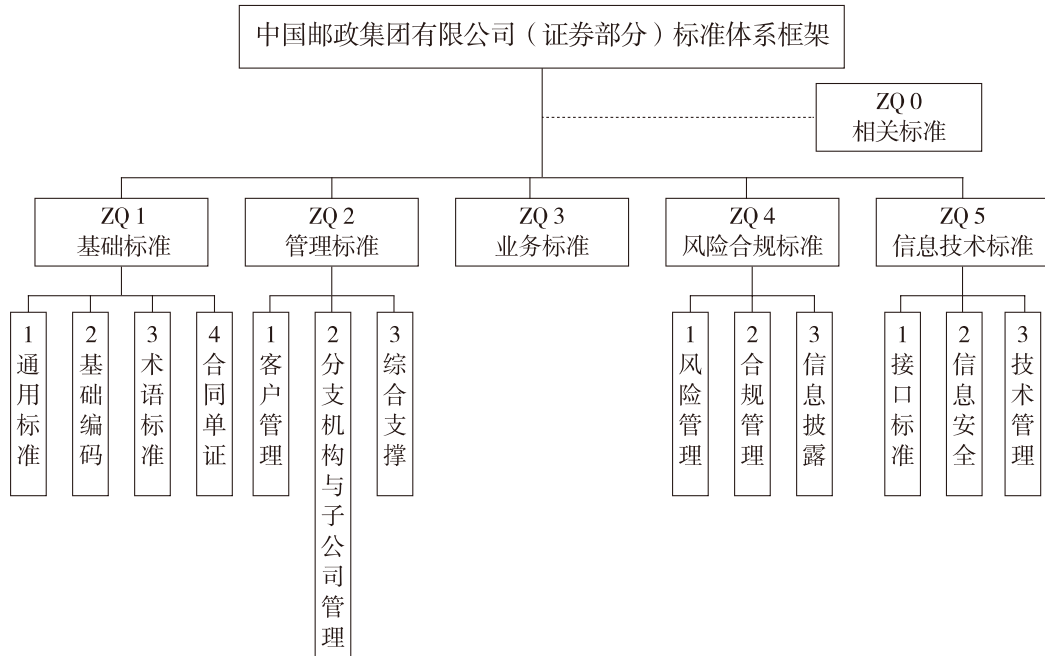 中国邮政集团有限公司（证券部分）标准体系框架
ZQ 0
相关标准
ZQ 1
基础标准
ZQ 2
管理标准
ZQ 3
业务标准
ZQ 4
风险合规标准
ZQ 5
信息技术标准
1通用标准
2基础编码
3术语标准
4合同单证
1客户管理
2分支机构与子公司管理
3综合支撑
1风险管理
2合规管理
3信息披露
1接口标准
2信息安全
3技术管理